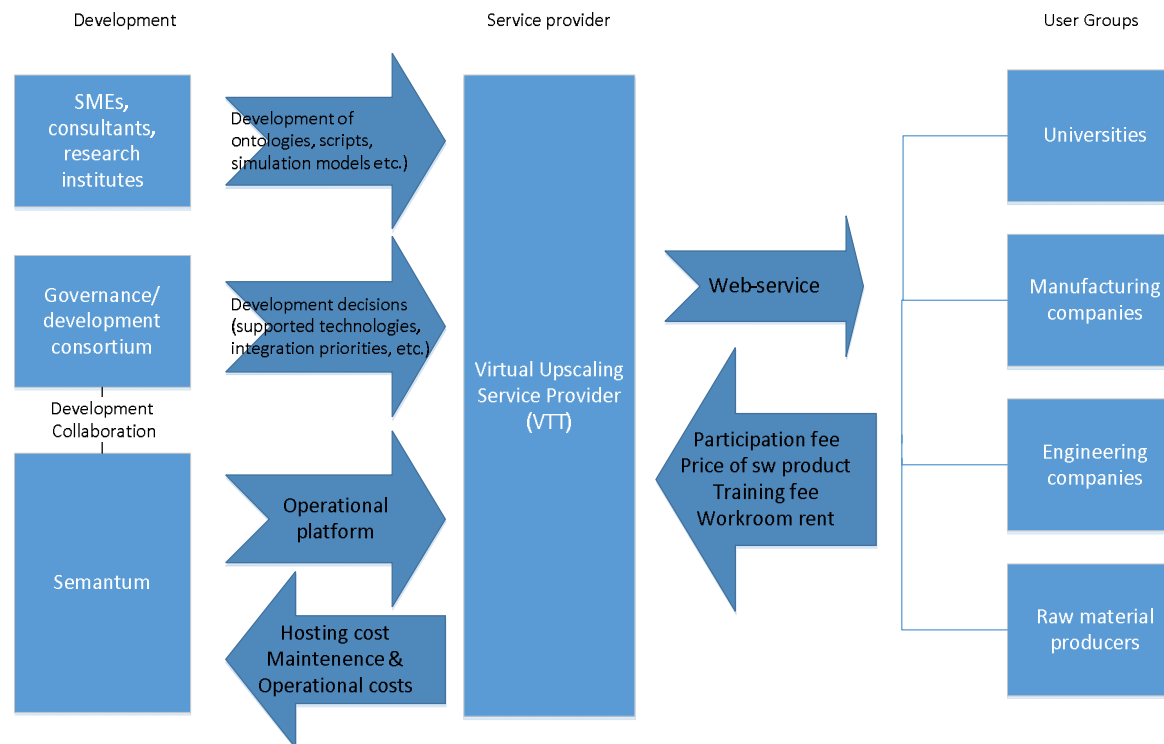 Development
Service provider
User Groups
SMEs,
consultants,
research
institutes
Development of
ontologies, scripts,
simulation models etc.)
Governance/
development
consortium
Development decisions
(supported technologies,
integration priorities, etc.)
Development
Collaboration
Semantum
Operational
platform
Hosting cost
Maintenence &
Operational costs
Virtual Upscaling
Service Provider
(VTT)
Web-service
Participation fee
Price of sw product
Training fee
Workroom rent
Universities
Manufacturing
companies
Engineering
companies
Raw material
producers